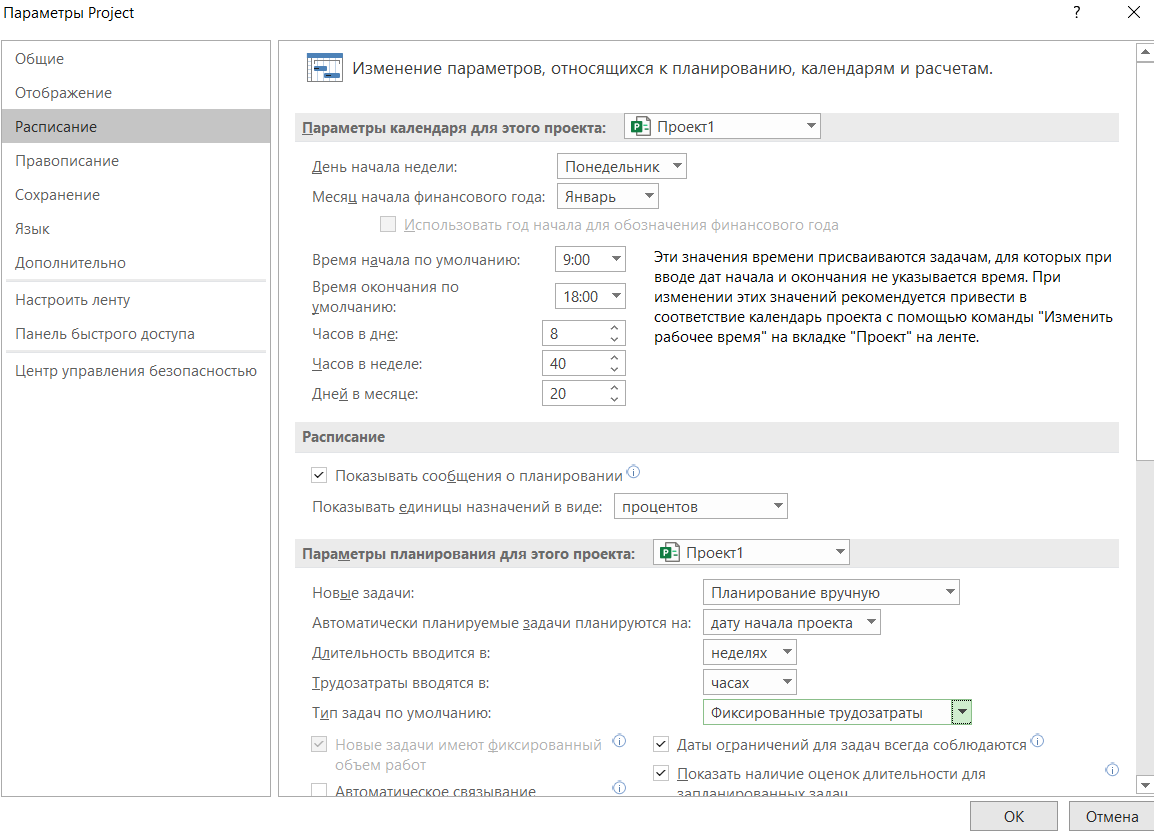 Параметры Project
?
Общие
Отображение
Расписание
Правописание
Сохранение
Язык
Дополнительно
Настроить ленту
Панель быстрого доступа
Центр управления безопасностью
Изменение параметров, относящихся к планированию, календарям и расчетам.
Параметры календаря для этого проекта: Проект1
День начала недели: Понедельник
Месяц начала финансового года: Январь
Использовать год начала для обозначения финансового года
Время начала по умолчанию: 9:00
Время окончания по
умолчанию: 18:00
Часов в дне: 8
Часов в неделе: 40
Дней в месяце: 20
Эти значения времени присваиваются задачам, для которых при
вводе дат начала и окончания не указывается время. При
изменении этих значений рекомендуется привести в
соответствие календарь проекта с помощью команды "Изменить
рабочее время" на вкладке "Проект" на ленте.
Расписание
Показывать сообщения о планировании
Показывать единицы назначений в виде: процентов
Параметры планирования для этого проекта: Проект1
Новые задачи: Планирование вручную
Автоматически планируемые задачи планируются на: дату начала проекта
Длительность вводится в: неделях
Трудозатраты вводятся в: часах
Тип задач по умолчанию: Фиксированные трудозатраты
Новые задачи имеют фиксированный
объем работ
Автоматическое связывание
Даты ограничений для задач всегда соблюдаются
Показать наличие оценок длительности для
запланированных задач
ОК
Отмена